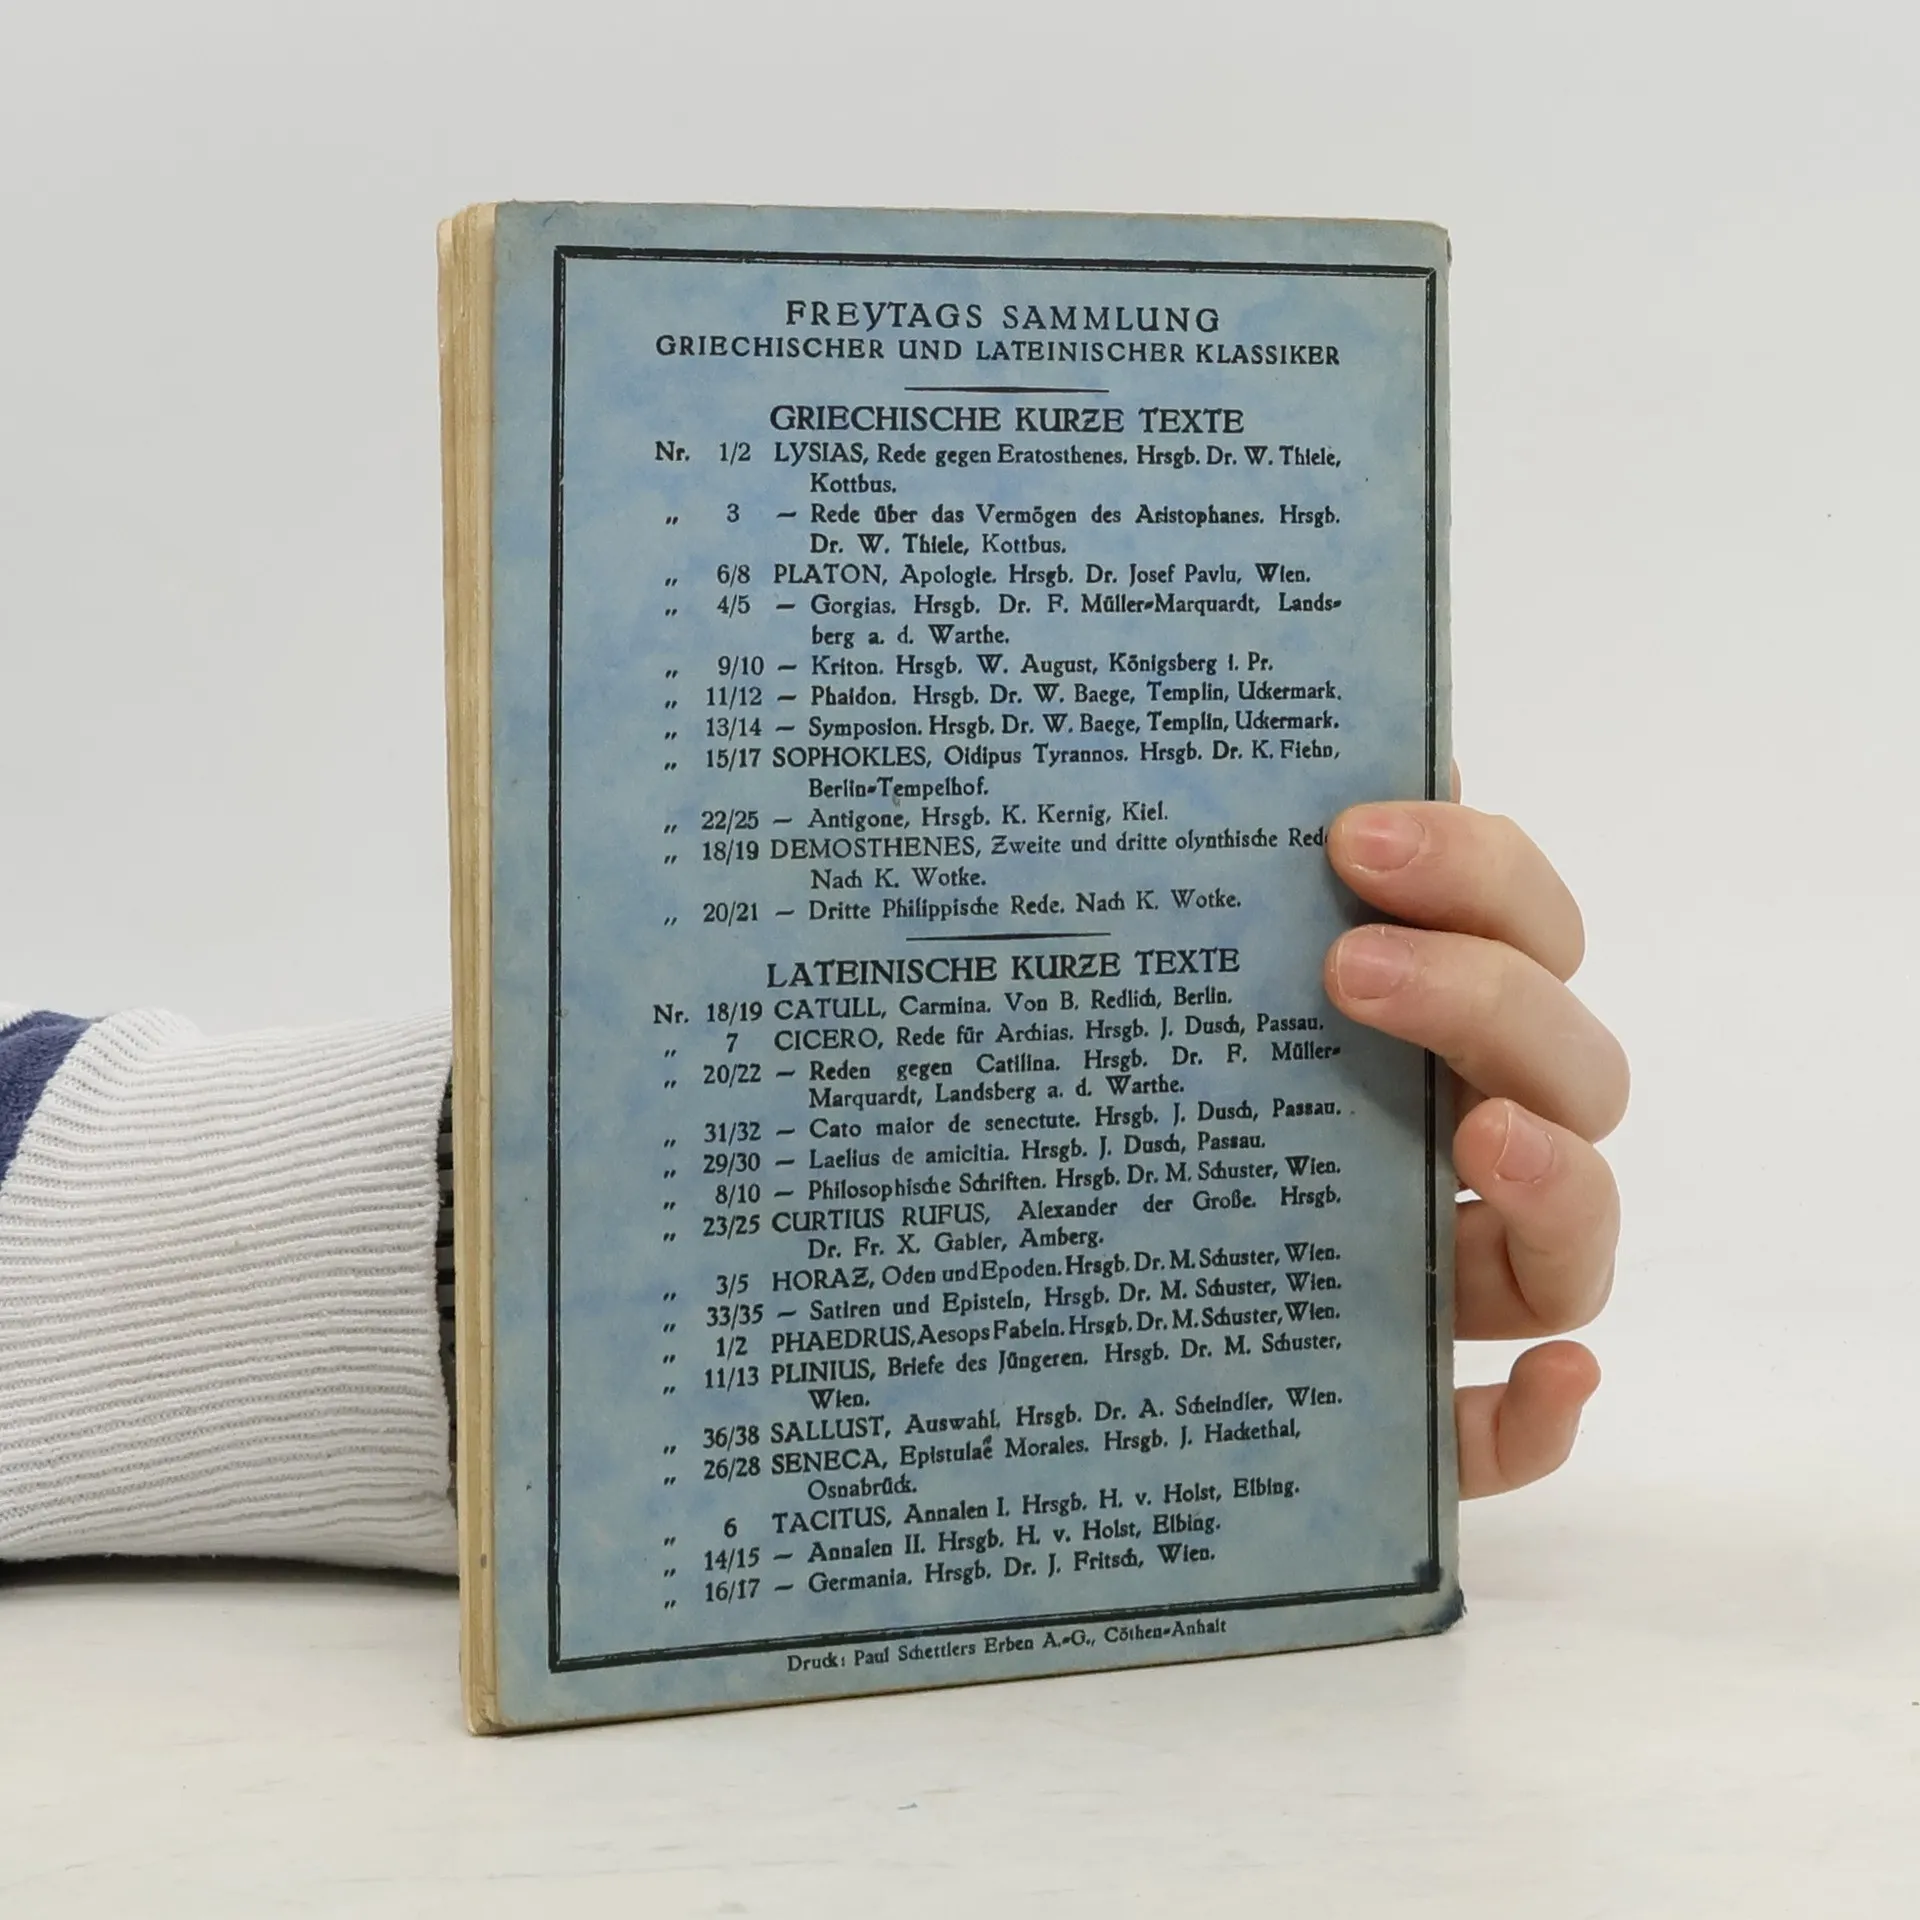 FREYTAGS SAMMLUNG
GRIECHISCHER UND LATEINISCHER KLASSIKER
GRIECHISCHE KURZE TEXTE
Nr. 1/2 LYSIAS, Rede gegen Eratosthenes. Hrsgb. Dr. W. Thiele,
Kottbus.
„ 3 — Rede über das Vermögen des Aristophanes. Hrsgb.
Dr. W. Thiele, Kottbus.
„ 6/8 PLATON, Apologie. Hrsgb. Dr. Josef Pavlu, Wien.
„ 4/5 — Gorgias. Hrsgb. Dr. F. Müller-Marquardt, Lands-
berg a. d. Warthe.
„ 9/10 — Kriton. Hrsgb. W. August, Königsberg i. Pr.
„ 11/12 — Phaidon. Hrsgb. Dr. W. Baege, Templin, Uckermark.
„ 13/14 — Symposion. Hrsgb. Dr. W. Baege, Templin, Uckermark.
„ 15/17 SOPHOKLES, Oidipus Tyrannos. Hrsgb. Dr. K. Fiehn,
Berlin-Tempelhof.
„ 22/25 — Antigone, Hrsgb. K. Kernig, Kiel.
„ 18/19 DEMOSTHENES, Zweite und dritte olynthische Rede
Nach K. Wotke.
„ 20/21 — Dritte Philippische Rede. Nach K. Wotke.
LATEINISCHE KURZE TEXTE
Nr. 18/19 CATULL, Carmina. Von B. Redlich, Berlin.
„ 7 CICERO, Rede für Archias. Hrsgb. J. Dusch, Passau.
„ 20/22 — Reden gegen Catilina. Hrsgb. Dr. F. Müller-
Marquardt, Landsberg a. d. Warthe.
„ 31/32 — Cato maior de senectute. Hrsgb. J. Dusch, Passau.
„ 29/30 — Laelius de amicitia. Hrsgb. J. Dusch, Passau.
„ 8/10 — Philosophische Schriften. Hrsgb. Dr. M. Schuster, Wien.
„ 23/25 CURTIUS RUFUS, Alexander der Große. Hrsgb.
Dr. Fr. X. Gabler, Amberg.
„ 3/5 HORAZ, Oden und Epoden. Hrsgb. Dr. M. Schuster, Wien.
„ 33/35 — Satiren und Episteln, Hrsgb. Dr. M. Schuster, Wien.
„ 1/2 PHAEDRUS, Aesops Fabeln. Hrsgb. Dr. M. Schuster, Wien.
„ 11/13 PLINIUS, Briefe des Jüngeren. Hrsgb. Dr. M. Schuster,
Wien.
„ 36/38 SALLUST, Auswahl, Hrsgb. Dr. A. Scheindler, Wien.
„ 26/28 SENECA, Epistulae Morales. Hrsgb. J. Hackethal,
Osnabrück.
„ 6 TACITUS, Annalen I. Hrsgb. H. v. Holst, Elbing.
„ 14/15 — Annalen II. Hrsgb. H. v. Holst, Elbing.
„ 16/17 — Germania. Hrsgb. Dr. J. Fritsch, Wien.
Druck: Paul Schettlers Erben A.-G., Cöthen-Anhalt